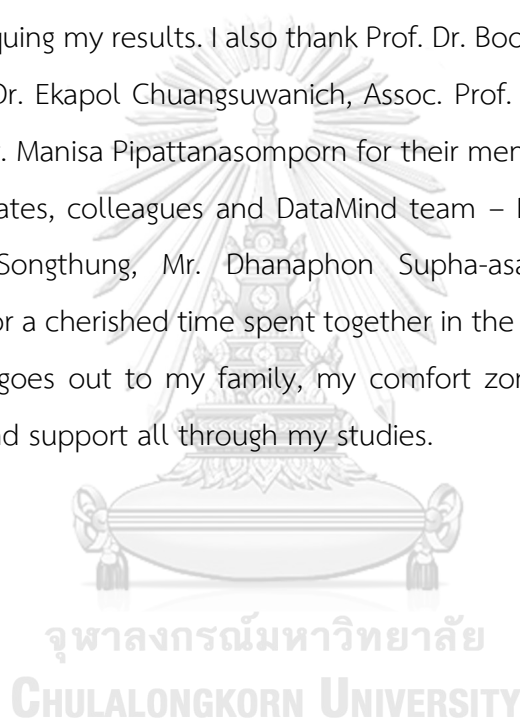 quing my results. I also thank Prof. Dr. Boo
Dr. Ekapol Chuangsuwanich, Assoc. Prof.
. Manisa Pipattanasomporn for their men
ates, colleagues and DataMind team –
Songthung, Mr. Dhanaphon Supha-asa
or a cherished time spent together in the
goes out to my family, my comfort zon
nd support all through my studies.
จุฬาลงกรณ์มหาวิทยาลัย
CHULALONGKORN UNIVERSITY